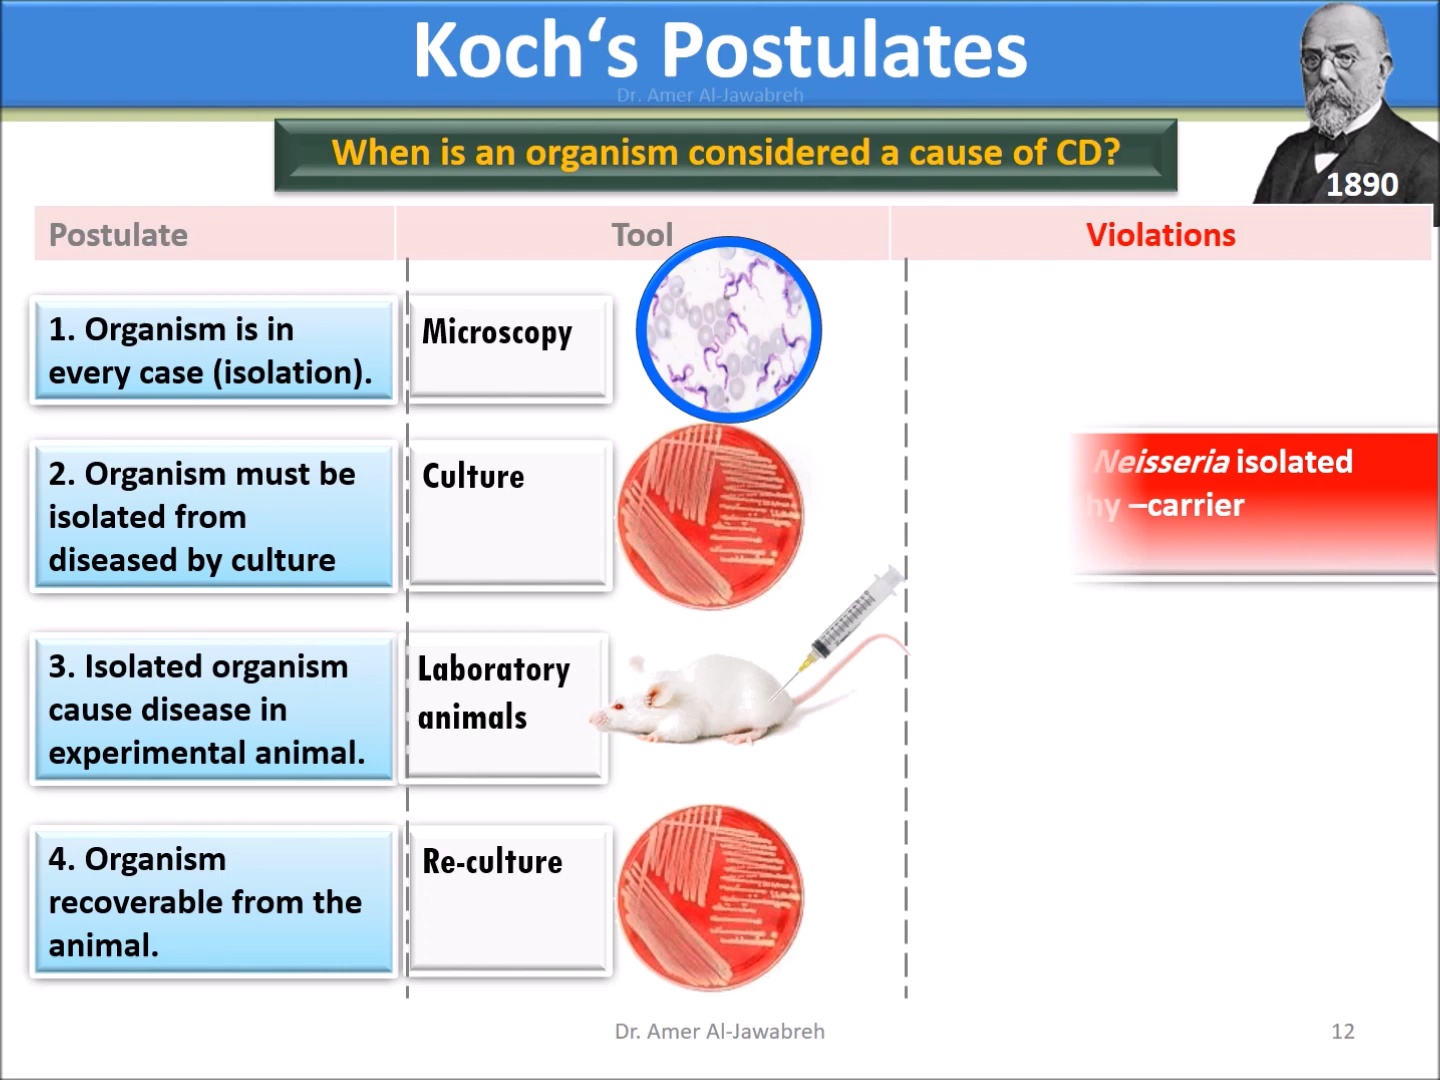 Koch‘s Postulates
Dr. Amer Al-Jawabreh
When is an organism considered a cause of CD?
1890
Postulate
Tool
Violations
1. Organism is in
every case (isolation).
Microscopy
2. Organism must be
isolated from
diseased by culture
Culture
Neisseria isolated
hy –carrier
3. Isolated organism
cause disease in
experimental animal.
Laboratory
animals
4. Organism
recoverable from the
animal.
Re-culture
Dr. Amer Al-Jawabreh
12